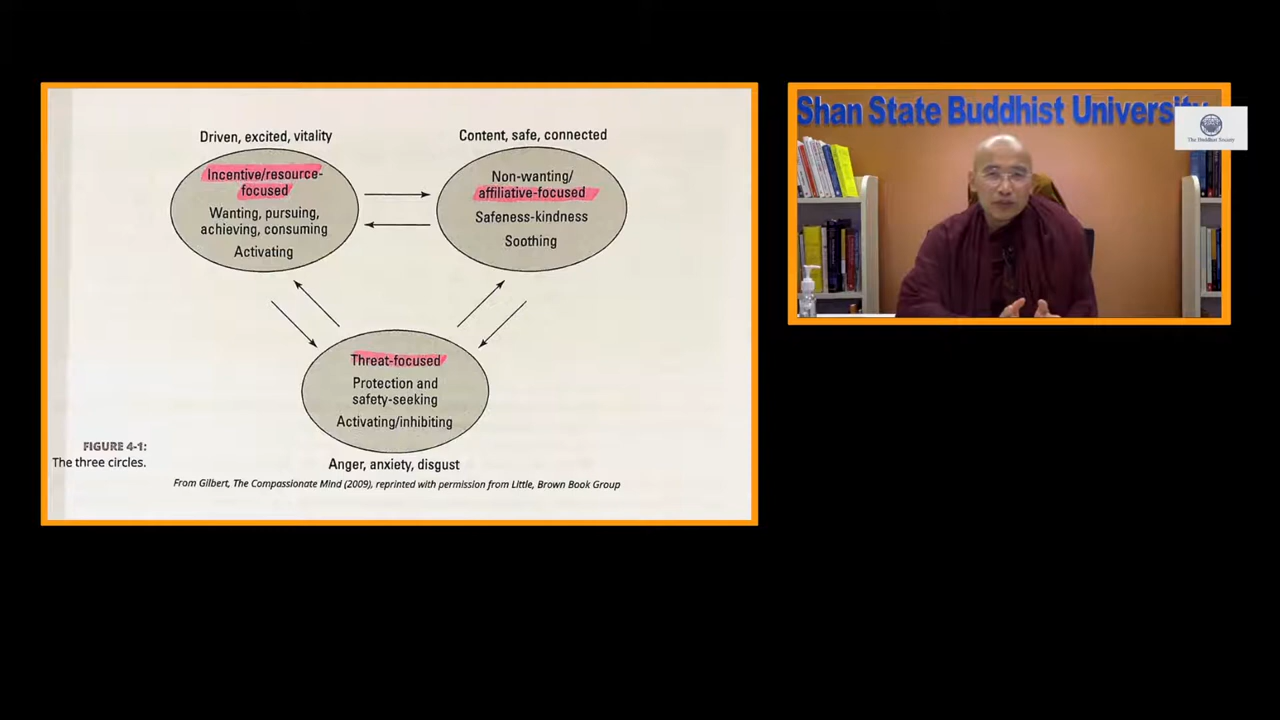 Driven, excited, vitality
Incentive/resource-
focused
Wanting, pursuing,
achieving, consuming
Activating
Content, safe, connected
Non-wanting/
affiliative-focused
Safeness-kindness
Soothing
Threat-focused
Protection and
safety-seeking
Activating/inhibiting
Anger, anxiety, disgust
FIGURE 4-1:
The three circles.
From Gilbert, The Compassionate Mind (2009), reprinted with permission from Little, Brown Book Group
Shan State Buddhist University
The Buddhist Society